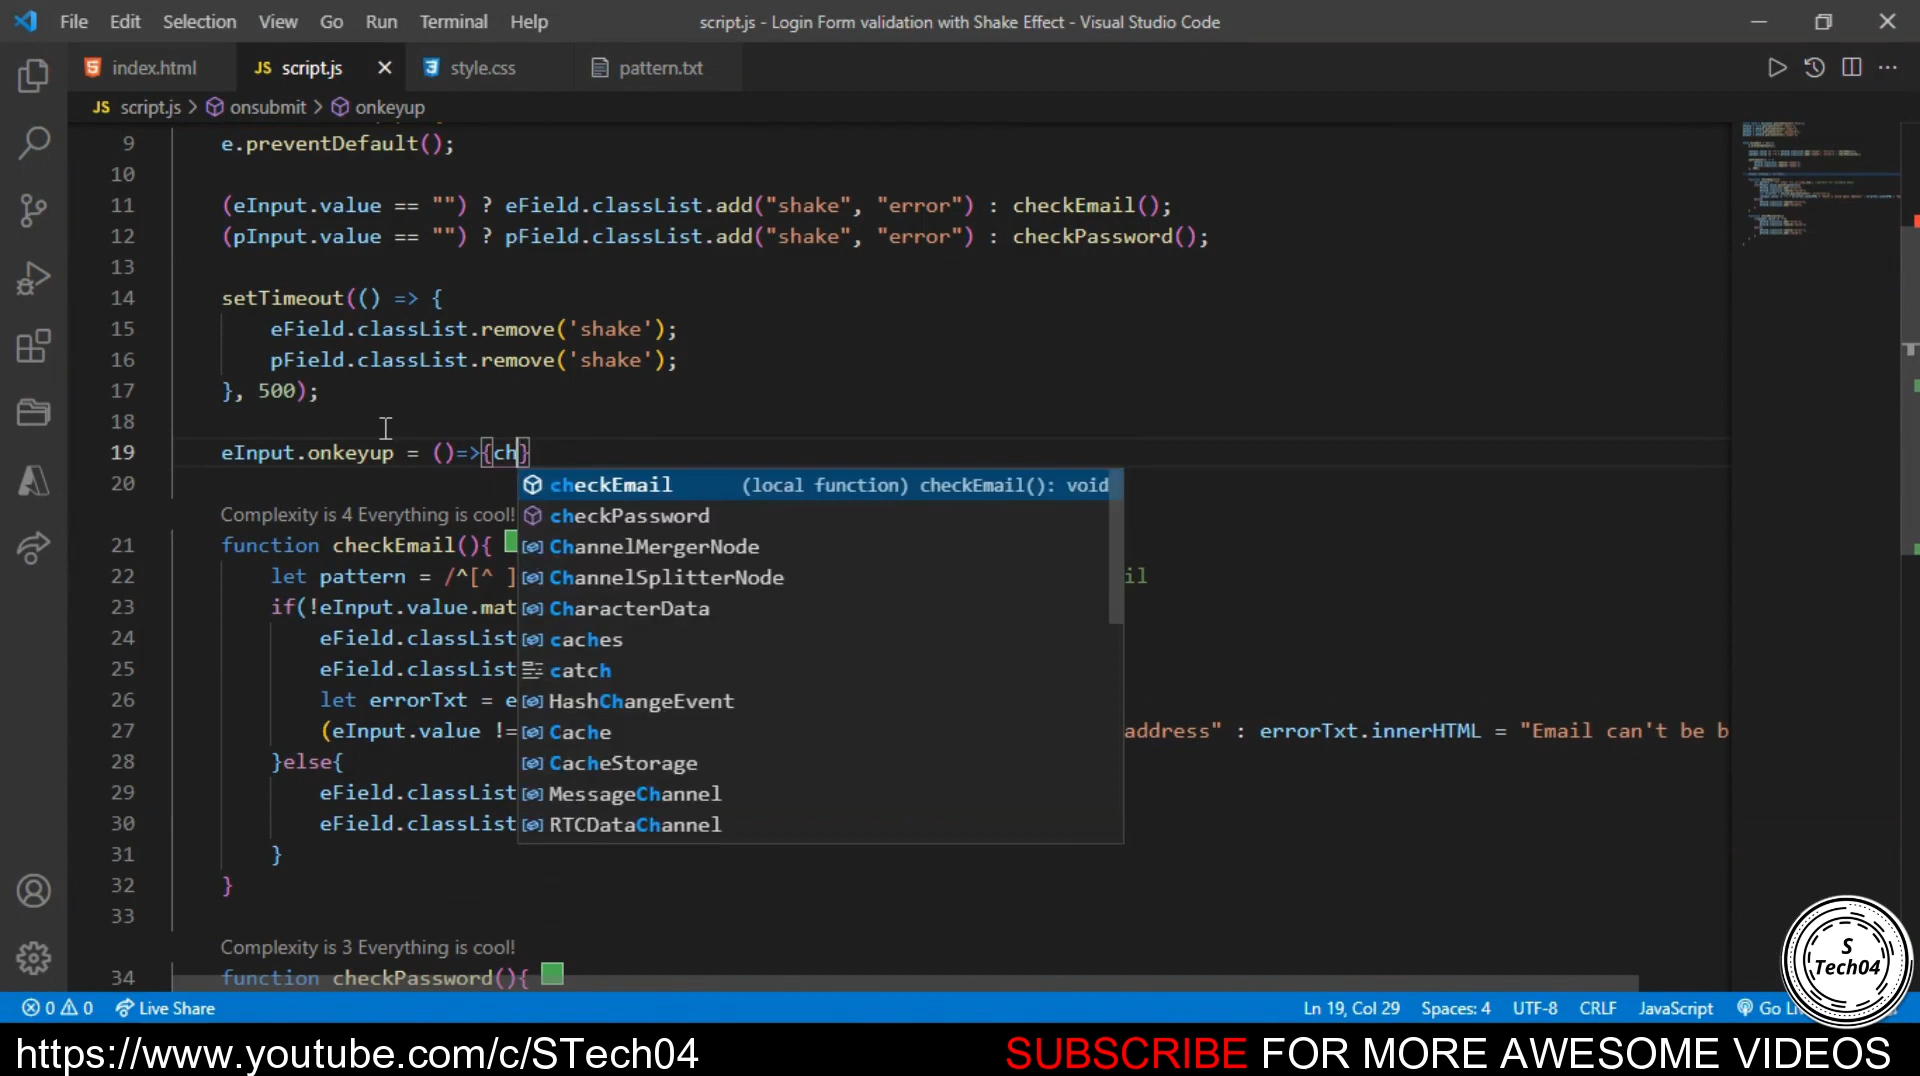 File Edit Selection View Go Run Terminal Help script.js - Login Form validation with Shake Effect - Visual Studio Code
index.html JS script.js style.css pattern.txt
JS script.js > onsubmit > onkeyup
9 e.preventDefault();
10
11 (eInput.value == "") ? eField.classList.add("shake", "error") : checkEmail();
12 (pInput.value == "") ? pField.classList.add("shake", "error") : checkPassword();
13
14 setTimeout(() => {
15 eField.classList.remove('shake');
16 pField.classList.remove('shake');
17 }, 500);
18
19 eInput.onkeyup = ()=>{ch}
20
checkEmail (local function) checkEmail(): void
checkPassword
ChannelMergerNode
ChannelSplitterNode
CharacterData
caches
catch
HashChangeEvent
Cache
CacheStorage
MessageChannel
RTCDataChannel
Complexity is 4 Everything is cool!
21 function checkEmail(){
22 let pattern = /^[^ ] il
23 if(!eInput.value.mat
24 eField.classList
25 eField.classList
26 let errorTxt = e
27 (eInput.value != address" : errorTxt.innerHTML = "Email can't be b
28 }else{
29 eField.classList
30 eField.classList
31 }
32 }
33
Complexity is 3 Everything is cool!
34 function checkPassword(){
0 0 Live Share Ln 19, Col 29 Spaces: 4 UTF-8 CRLF JavaScript Go Li
S
Tech04
https://www.youtube.com/c/STech04 SUBSCRIBE FOR MORE AWESOME VIDEOS